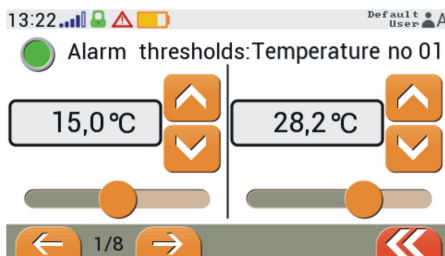 13:22
Default
User A
Alarm thresholds:Temperature no 01
15,0 °C 28,2 °C
1/8